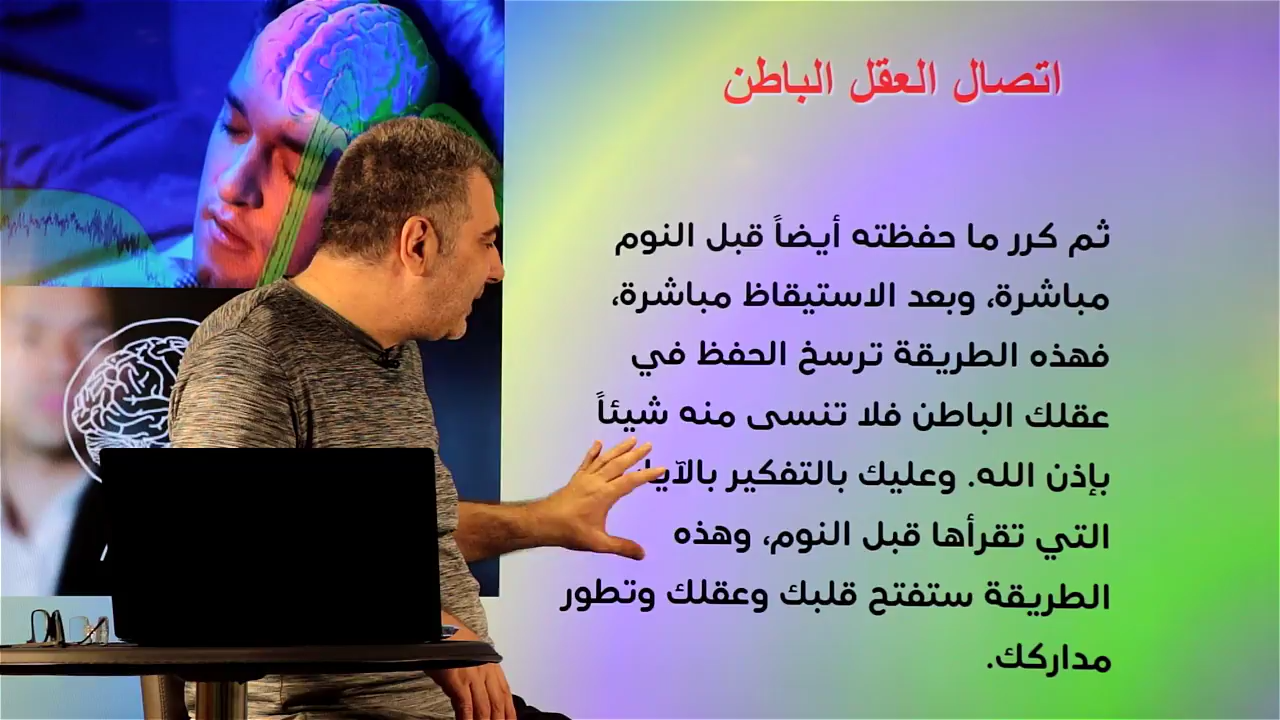 اتصال العقل الباطن
ثم كرر ما حفظته أيضاً قبل النوم
مباشرة، وبعد الاستيقاظ مباشرة،
فهذه الطريقة ترسخ الحفظ في
عقلك الباطن فلا تنسى منه شيئاً
بإذن الله. وعليك بالتفكير
التي تقرأها قبل النوم، وهذه
الطريقة ستفتح قلبك وعقلك وتطور
مداركك.